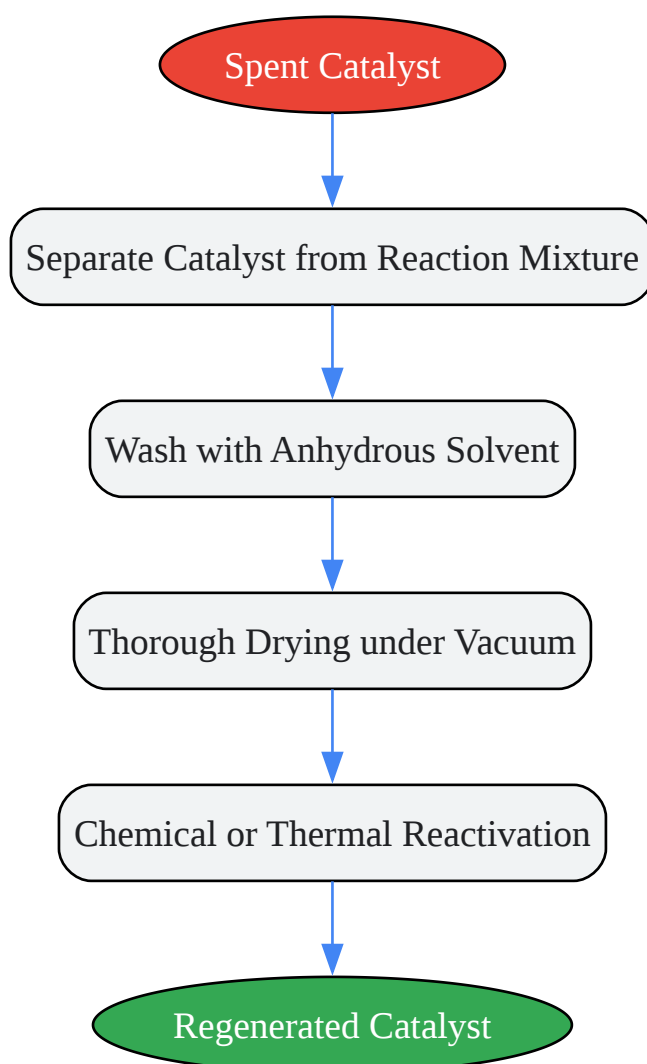 Spent Catalyst
Separate Catalyst from Reaction Mixture
Wash with Anhydrous Solvent
Thorough Drying under Vacuum
Chemical or Thermal Reactivation
Regenerated Catalyst